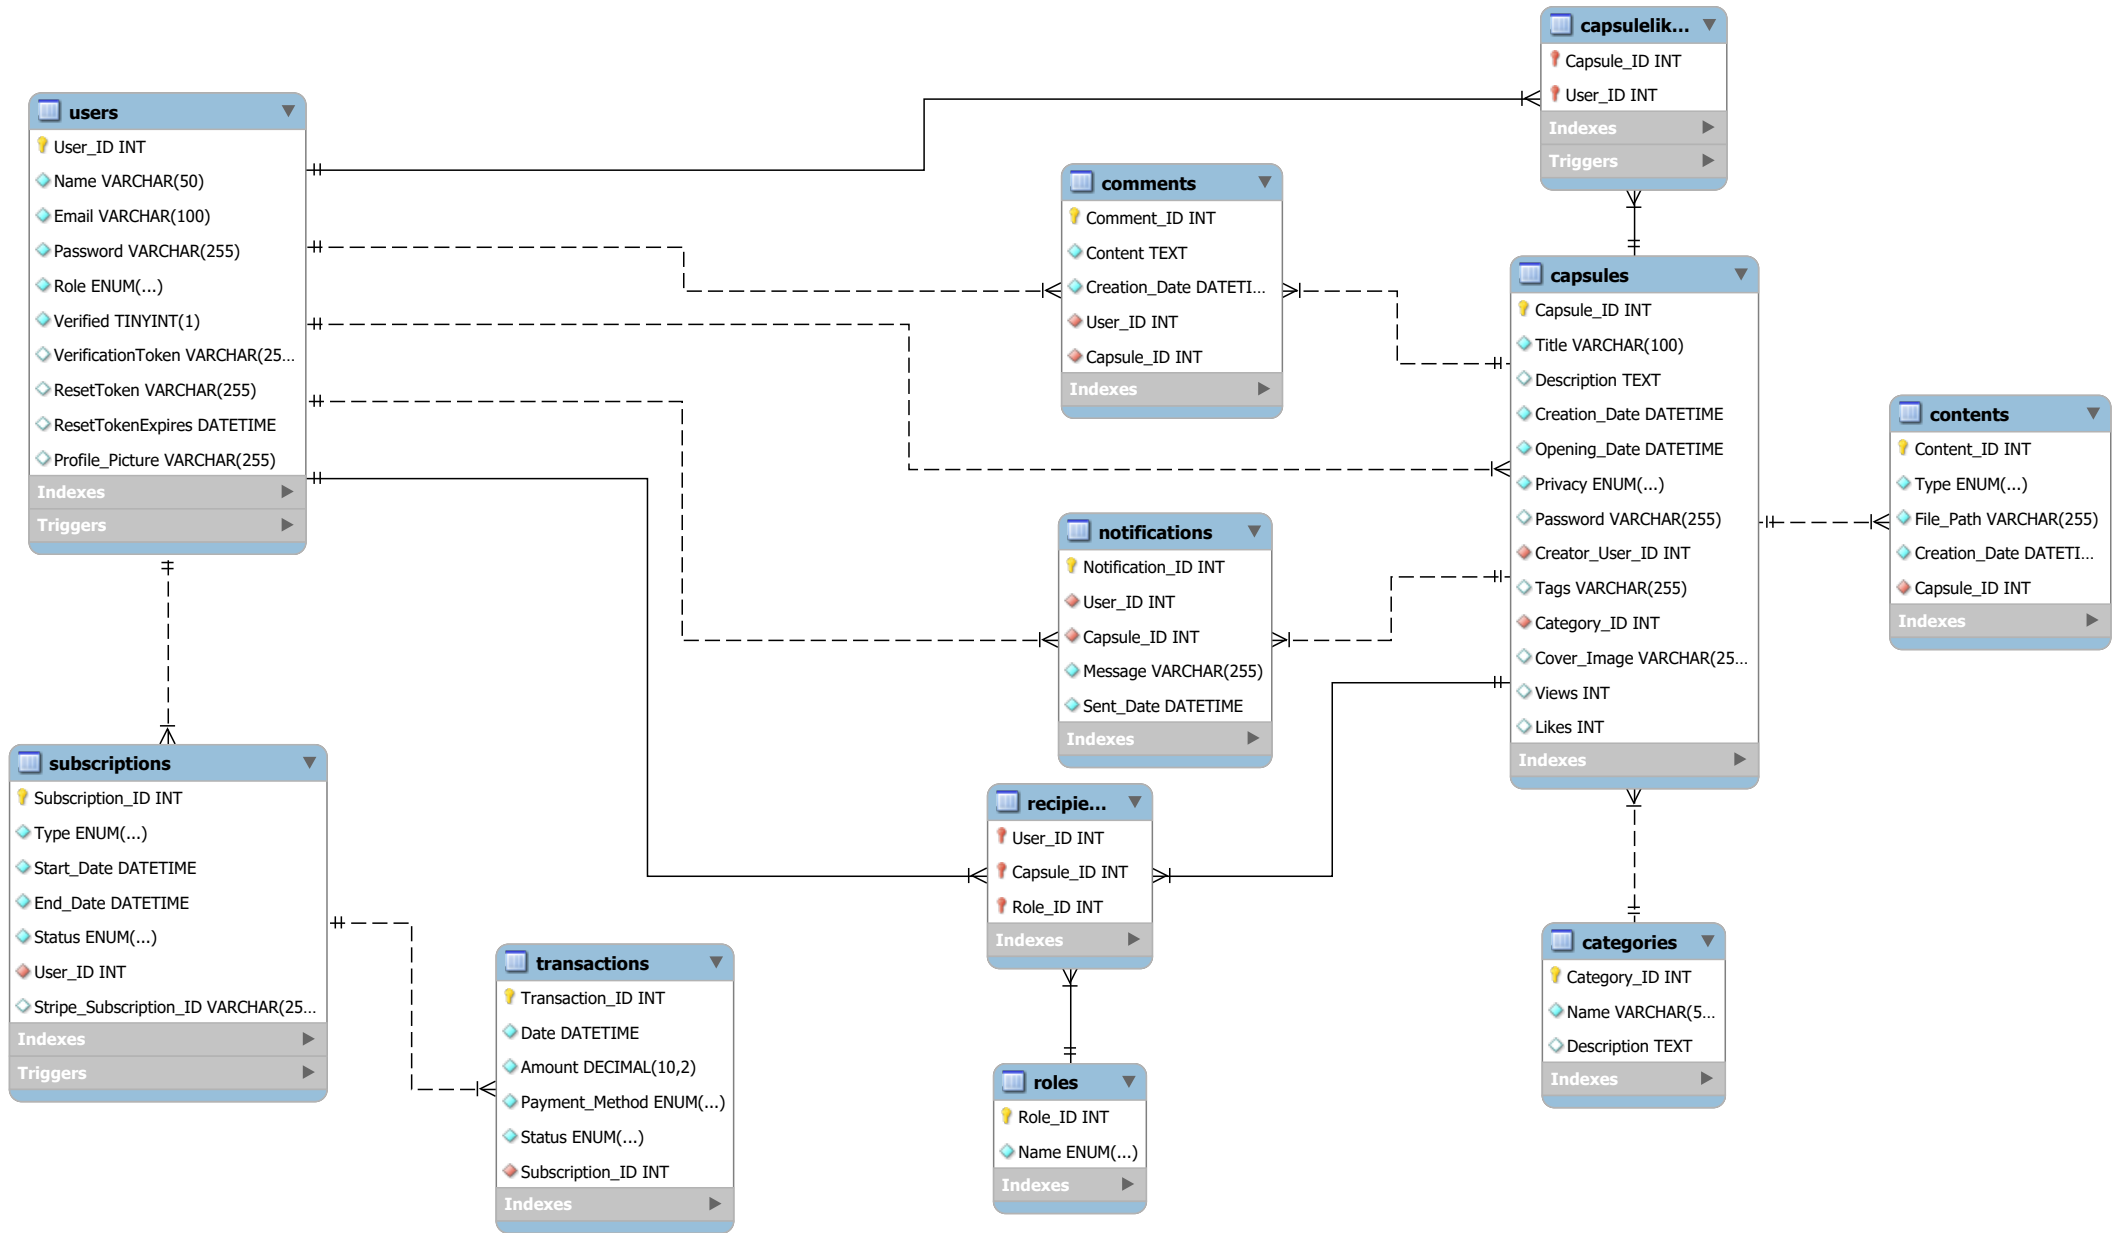 users
User_ID INT
Name VARCHAR(50)
Email VARCHAR(100)
Password VARCHAR(255)
Role ENUM(...)
Verified TINYINT(1)
VerificationToken VARCHAR(25...
ResetToken VARCHAR(255)
ResetTokenExpires DATETIME
Profile_Picture VARCHAR(255)
Indexes
Triggers
subscriptions
Subscription_ID INT
Type ENUM(...)
Start_Date DATETIME
End_Date DATETIME
Status ENUM(...)
User_ID INT
Stripe_Subscription_ID VARCHAR(25...
Indexes
Triggers
transactions
Transaction_ID INT
Date DATETIME
Amount DECIMAL(10,2)
Payment_Method ENUM(...)
Status ENUM(...)
Subscription_ID INT
Indexes
comments
Comment_ID INT
Content TEXT
Creation_Date DATETI...
User_ID INT
Capsule_ID INT
Indexes
notifications
Notification_ID INT
User_ID INT
Capsule_ID INT
Message VARCHAR(255)
Sent_Date DATETIME
Indexes
recipie...
User_ID INT
Capsule_ID INT
Role_ID INT
Indexes
roles
Role_ID INT
Name ENUM(...)
Indexes
capsulelik...
Capsule_ID INT
User_ID INT
Indexes
Triggers
capsules
Capsule_ID INT
Title VARCHAR(100)
Description TEXT
Creation_Date DATETIME
Opening_Date DATETIME
Privacy ENUM(...)
Password VARCHAR(255)
Creator_User_ID INT
Tags VARCHAR(255)
Category_ID INT
Cover_Image VARCHAR(25...
Views INT
Likes INT
Indexes
categories
Category_ID INT
Name VARCHAR(5...
Description TEXT
Indexes
contents
Content_ID INT
Type ENUM(...)
File_Path VARCHAR(255)
Creation_Date DATETI...
Capsule_ID INT
Indexes